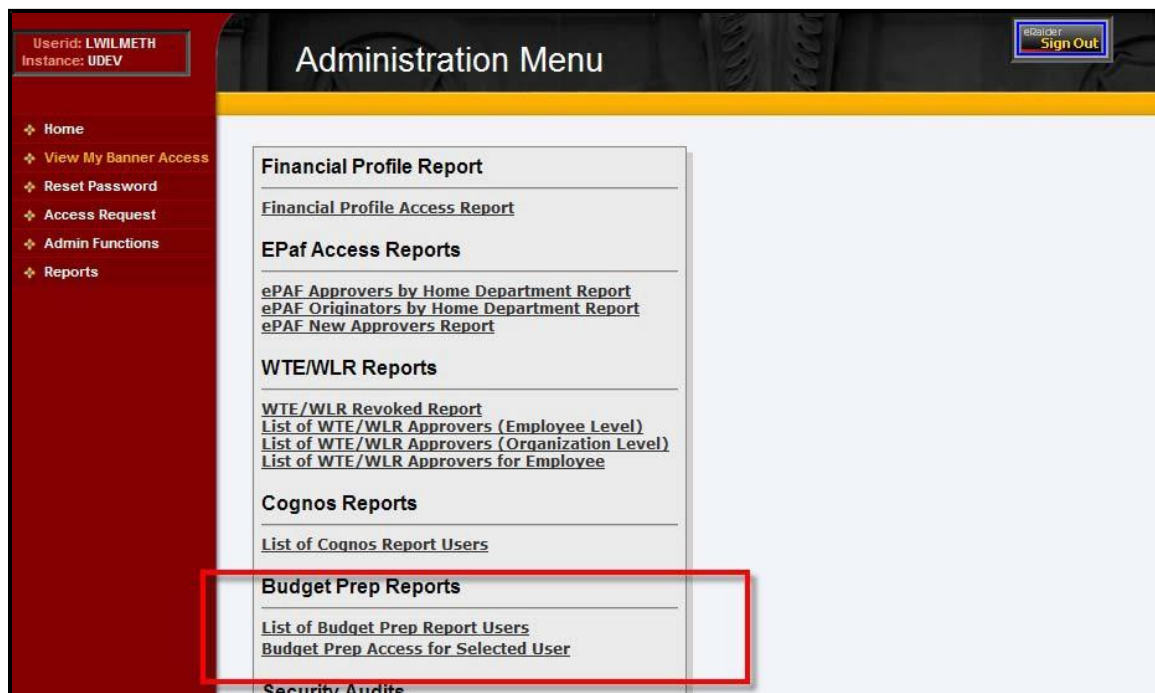 Userid: LWILMETH
Instance: UDEV
Administration Menu
eRaider
Sign Out
Home
View My Banner Access
Reset Password
Access Request
Admin Functions
Reports
Financial Profile Report
Financial Profile Access Report
EPaf Access Reports
ePAF Approvers by Home Department Report
ePAF Originators by Home Department Report
ePAF New Approvers Report
WTE/WLR Reports
WTE/WLR Revoked Report
List of WTE/WLR Approvers (Employee Level)
List of WTE/WLR Approvers (Organization Level)
List of WTE/WLR Approvers for Employee
Cognos Reports
List of Cognos Report Users
Budget Prep Reports
List of Budget Prep Report Users
Budget Prep Access for Selected User
Security Audits